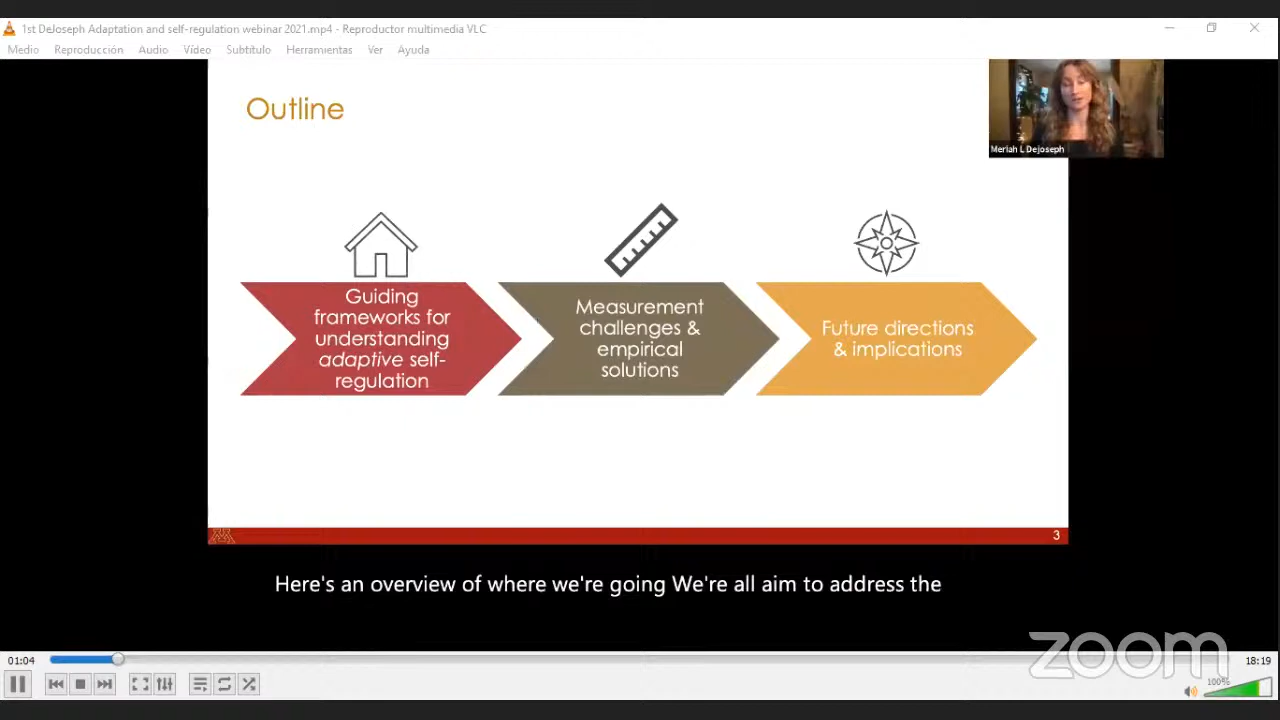 1st DeJoseph Adaptation and self-regulation webinar 2021.mp4 - Reproductor multimedia VLC
Medio Reproducción Audio Vídeo Subtítulo Herramientas Ver Ayuda
Outline
Meriah L Dejoseph
Guiding
frameworks for
understanding
adaptive self-
regulation
Measurement
challenges &
empirical
solutions
Future directions
& implications
3
Here's an overview of where we're going We're all aim to address the
zoom
01:04
18:19
100%